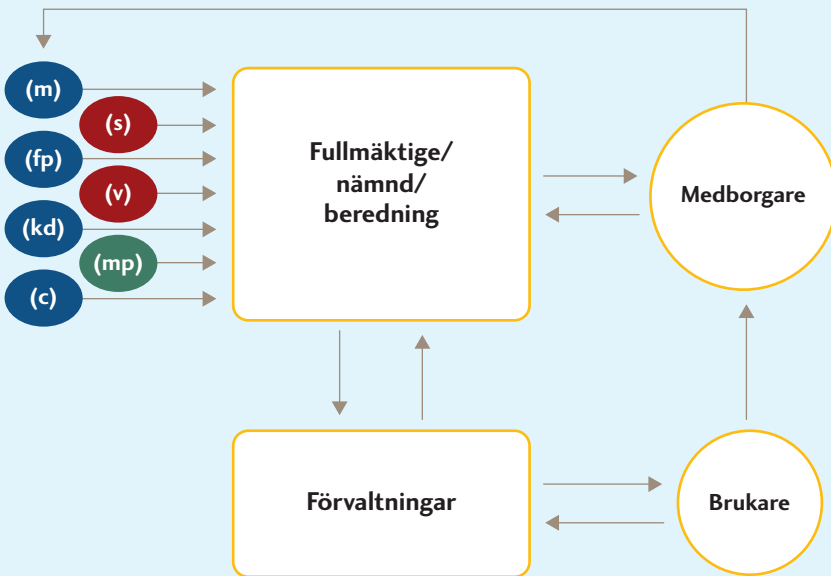 (m)
(s)
(fp)
(v)
(kd)
(mp)
(c)
Fullmäktige/
nämnd/
beredning
Medborgare
Förvaltningar
Brukare